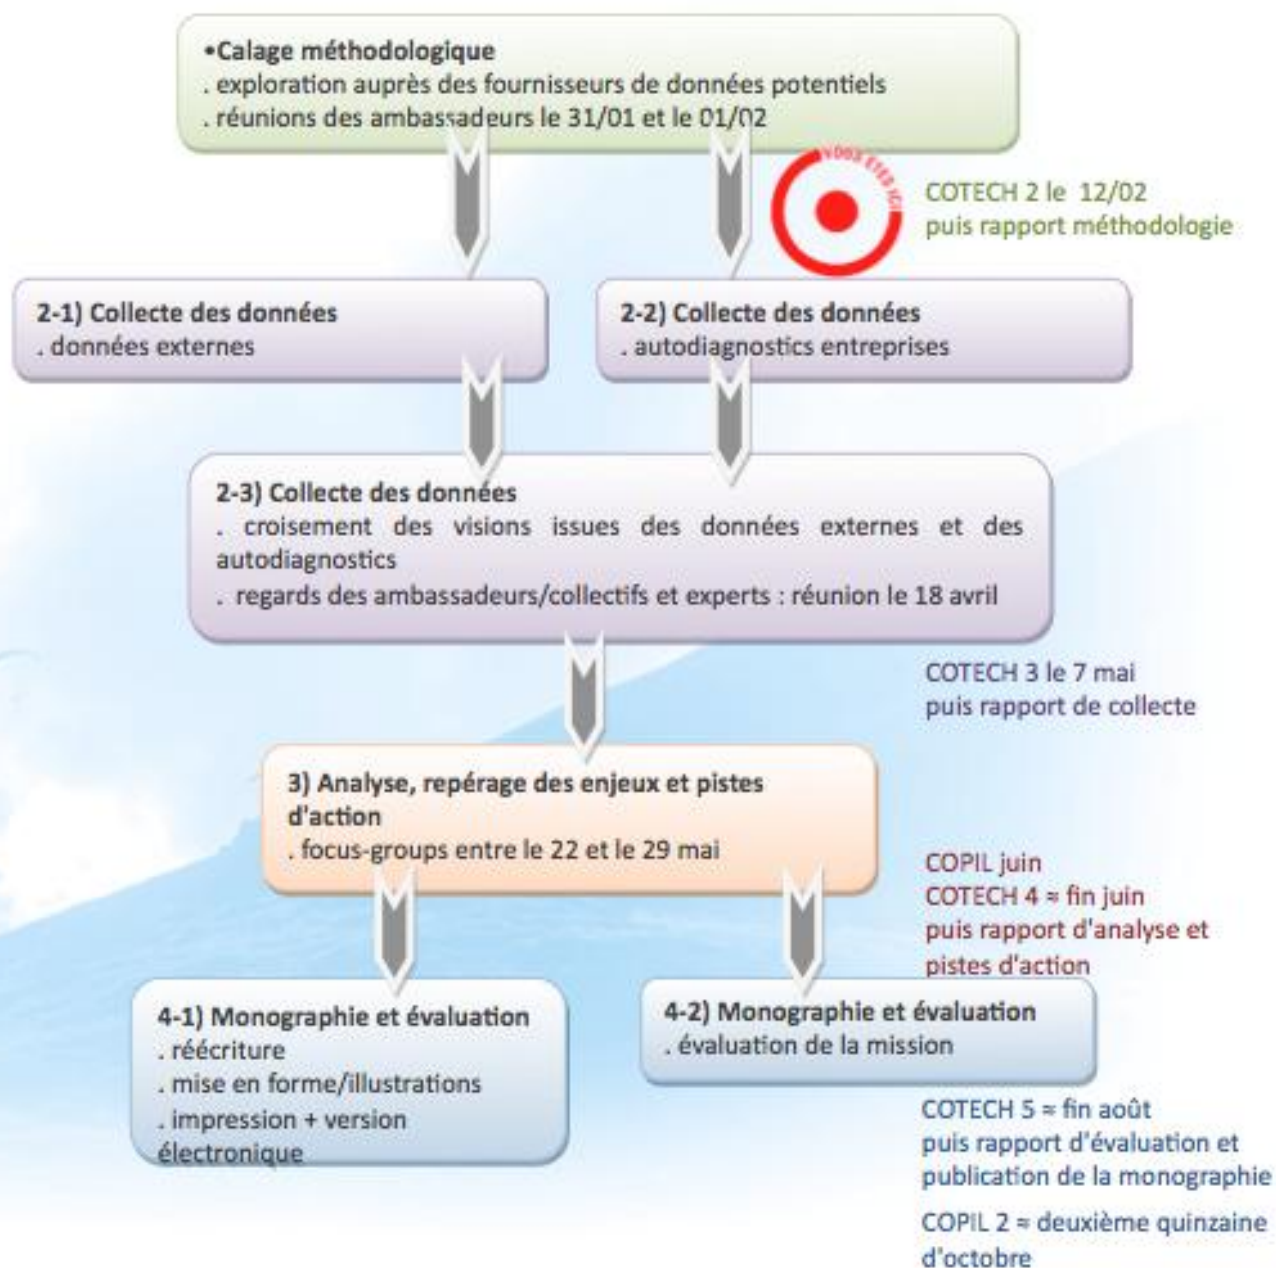 •Calage méthodologique
. exploration auprès des fournisseurs de données potentiels
. réunions des ambassadeurs le 31/01 et le 01/02
VOUS ETES ICI
COTECH 2 le 12/02
puis rapport méthodologie
2-1) Collecte des données
. données externes
2-2) Collecte des données
. autodiagnostics entreprises
2-3) Collecte des données
. croisement des visions issues des données externes et des
autodiagnostics
. regards des ambassadeurs/collectifs et experts : réunion le 18 avril
COTECH 3 le 7 mai
puis rapport de collecte
3) Analyse, repérage des enjeux et pistes
d'action
. focus-groups entre le 22 et le 29 mai
COPIL juin
COTECH 4 ≈ fin juin
puis rapport d'analyse et
pistes d'action
4-1) Monographie et évaluation
. réécriture
. mise en forme/illustrations
. impression + version
électronique
4-2) Monographie et évaluation
. évaluation de la mission
COTECH 5 ≈ fin août
puis rapport d'évaluation et
publication de la monographie
COPIL 2 ≈ deuxième quinzaine
d'octobre